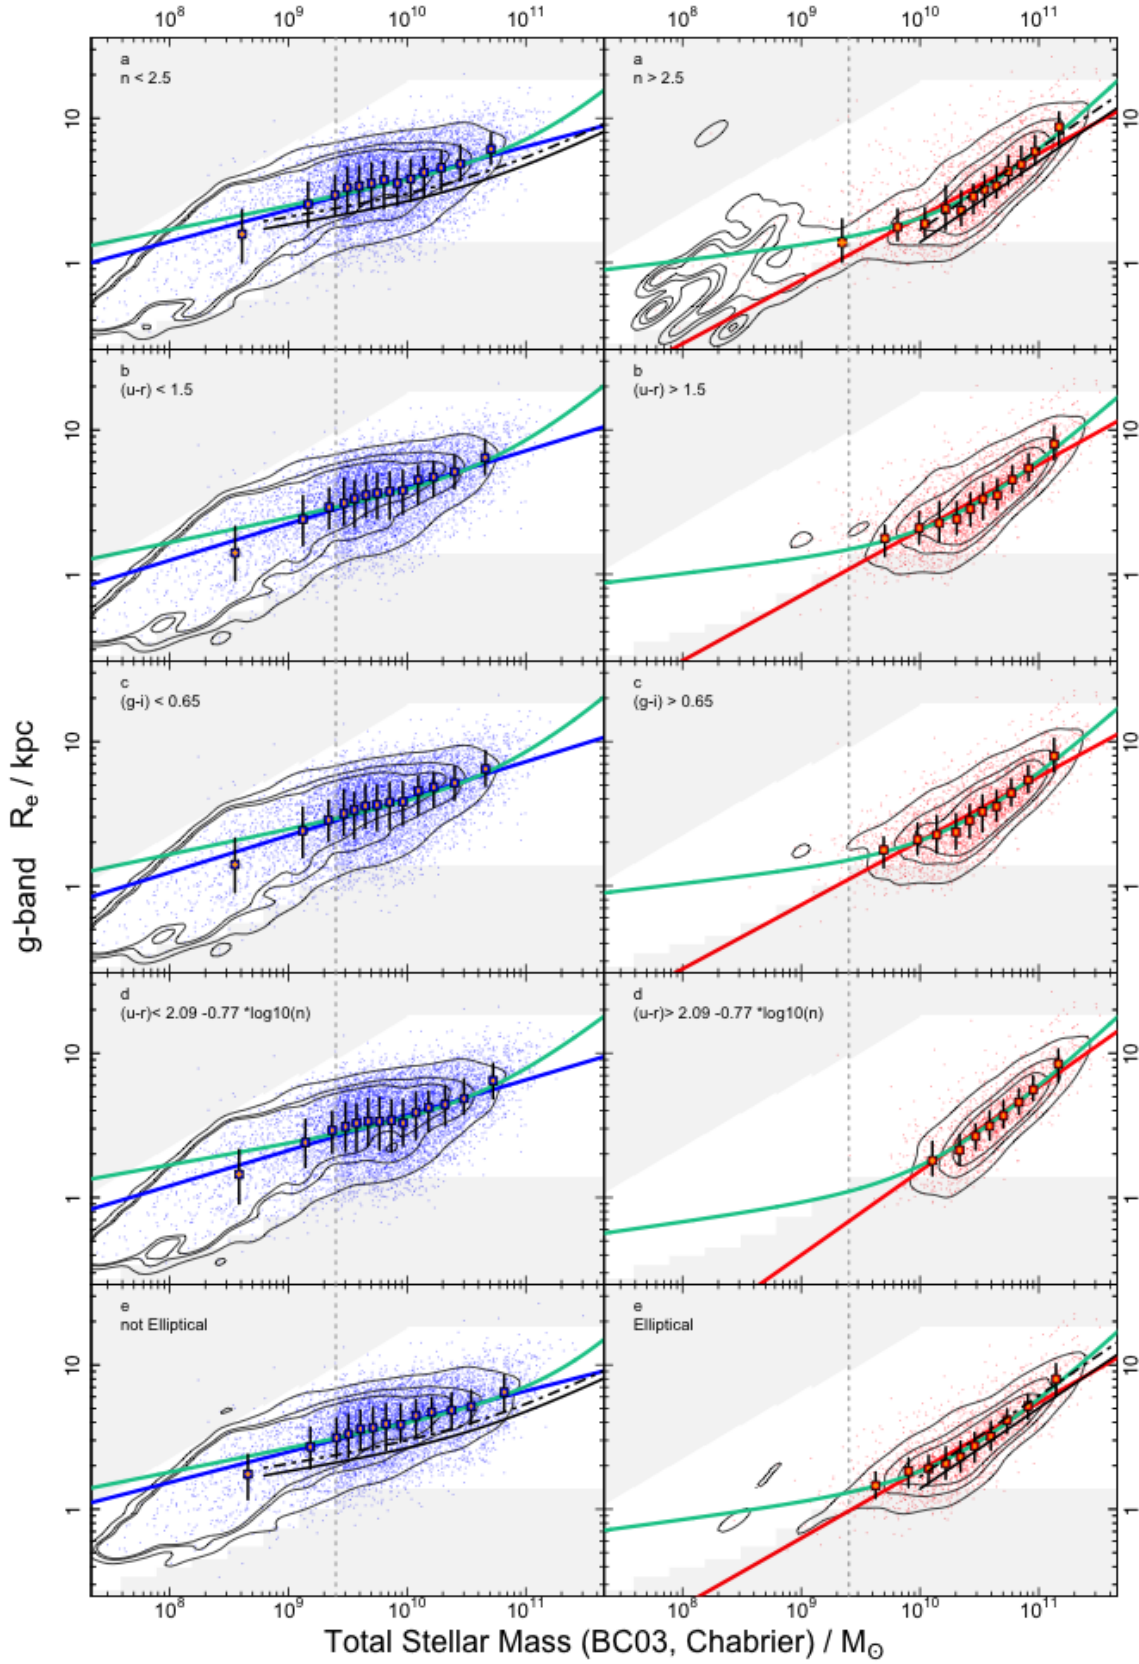 10⁸ 10⁹ 10¹⁰ 10¹¹ 10⁸ 10⁹ 10¹⁰ 10¹¹
a
n < 2.5
a
n > 2.5
10 10
1 1
b
(u-r) < 1.5
b
(u-r) > 1.5
10 10
1 1
c
(g-i) < 0.65
c
(g-i) > 0.65
10 10
1 1
d
(u-r)< 2.09 -0.77 *log10(n)
d
(u-r)> 2.09 -0.77 *log10(n)
10 10
1 1
e
not Elliptical
e
Elliptical
10 10
1 1
g-band Rₑ / kpc
10⁸ 10⁹ 10¹⁰ 10¹¹ 10⁸ 10⁹ 10¹⁰ 10¹¹
Total Stellar Mass (BC03, Chabrier) / M⊙